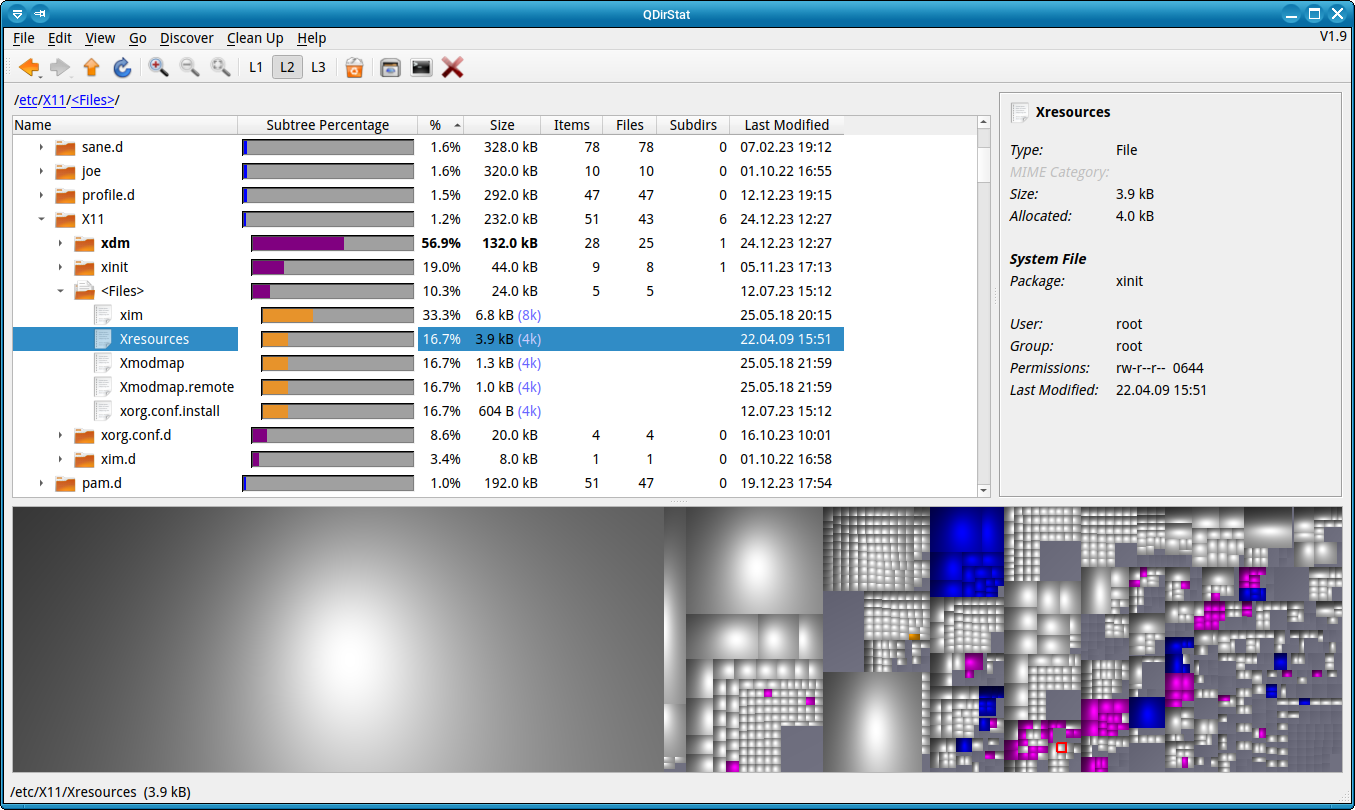 QDirStat
File Edit View Go Discover Clean Up Help V1.9
L1 L2 L3
/etc/X11/<Files>/
Name Subtree Percentage % Size Items Files Subdirs Last Modified
sane.d 1.6% 328.0 kB 78 78 0 07.02.23 19:12
joe 1.6% 320.0 kB 10 10 0 01.10.22 16:55
profile.d 1.5% 292.0 kB 47 47 0 12.12.23 19:15
X11 1.2% 232.0 kB 51 43 6 24.12.23 12:27
xdm 56.9% 132.0 kB 28 25 1 24.12.23 12:27
xinit 19.0% 44.0 kB 9 8 1 05.11.23 17:13
<Files> 10.3% 24.0 kB 5 5 12.07.23 15:12
xim 33.3% 6.8 kB (8k) 25.05.18 20:15
Xresources 16.7% 3.9 kB (4k) 22.04.09 15:51
Xmodmap 16.7% 1.3 kB (4k) 25.05.18 21:59
Xmodmap.remote 16.7% 1.0 kB (4k) 25.05.18 21:59
xorg.conf.install 16.7% 604 B (4k) 12.07.23 15:12
xorg.conf.d 8.6% 20.0 kB 4 4 0 16.10.23 10:01
xim.d 3.4% 8.0 kB 1 1 0 01.10.22 16:58
pam.d 1.0% 192.0 kB 51 47 0 19.12.23 17:54
Xresources
Type: File
MIME Category:
Size: 3.9 kB
Allocated: 4.0 kB
System File
Package: xinit
User: root
Group: root
Permissions: rw-r--r-- 0644
Last Modified: 22.04.09 15:51
/etc/X11/Xresources (3.9 kB)